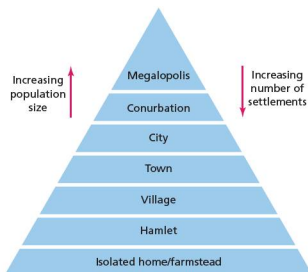 Increasing
population
size
Increasing
number of
settlements
Megalopolis
Conurbation
City
Town
Village
Hamlet
Isolated home/farmstead